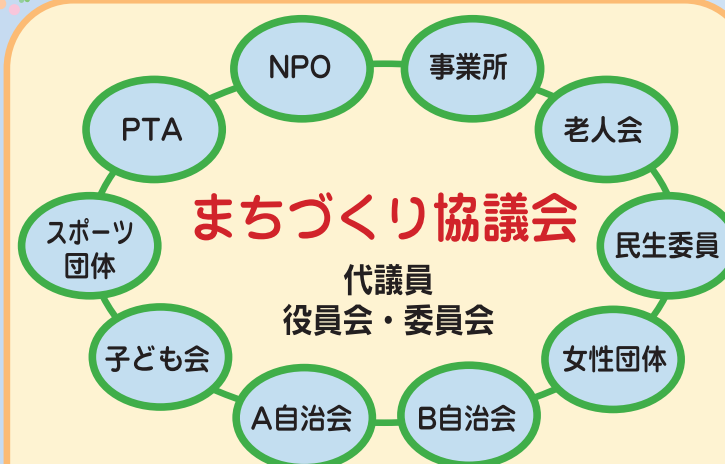 NPO
事業所
PTA
老人会
まちづくり協議会
スポーツ
団体
民生委員
代議員
役員会・委員会
子ども会
女性団体
A自治会
B自治会